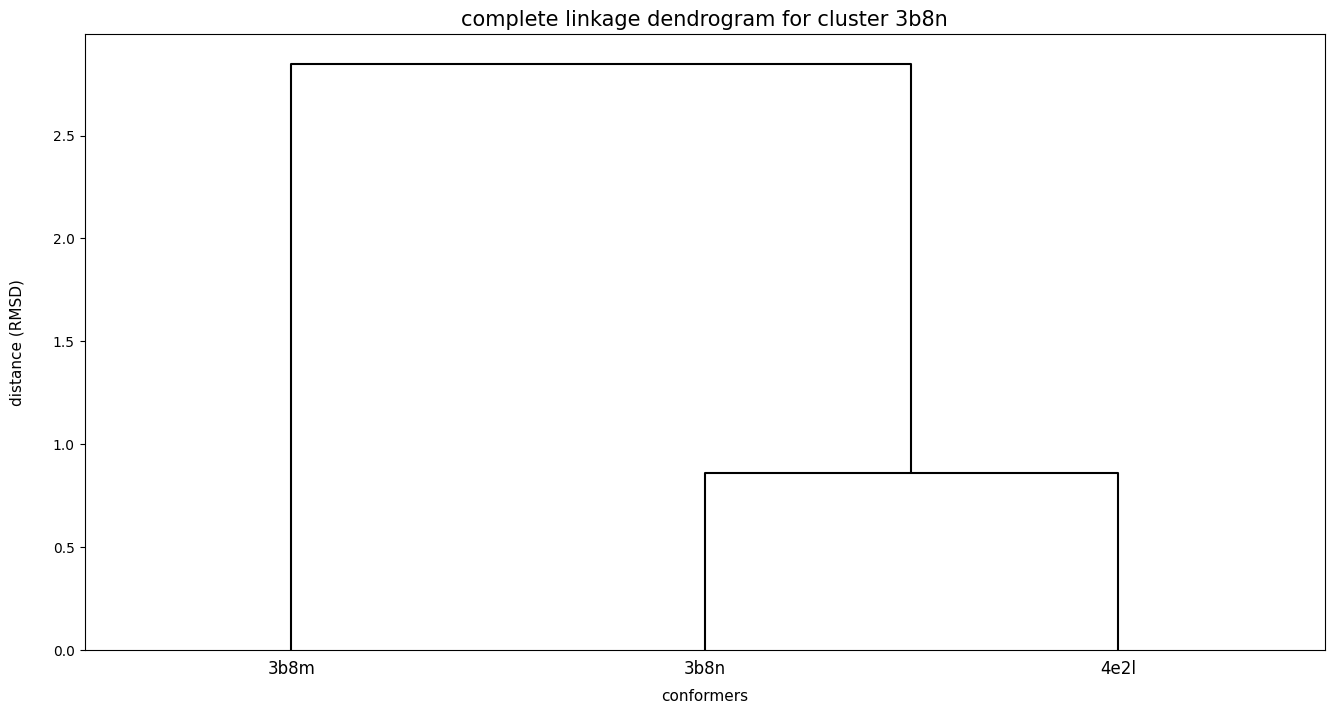 complete linkage dendrogram for cluster 3b8n
distance (RMSD)
2.5
2.0
1.5
1.0
0.5
0.0
3b8m 3b8n 4e2l
conformers